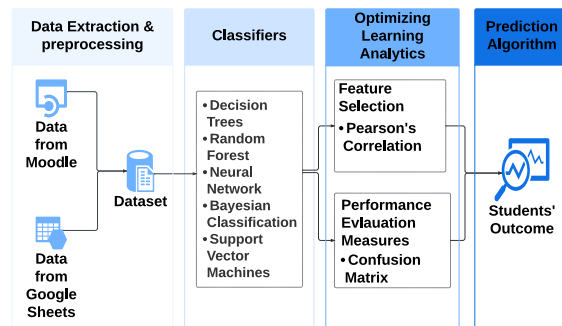 Data Extraction &
preprocessing
Data
from
Moodle
Data
from
Google
Sheets
Dataset
Classifiers
• Decision
Trees
• Random
Forest
• Neural
Network
• Bayesian
Classification
• Support
Vector
Machines
Optimizing
Learning
Analytics
Feature
Selection
• Pearson's
Correlation
Performance
Evlauation
Measures
• Confusion
Matrix
Prediction
Algorithm
Students'
Outcome